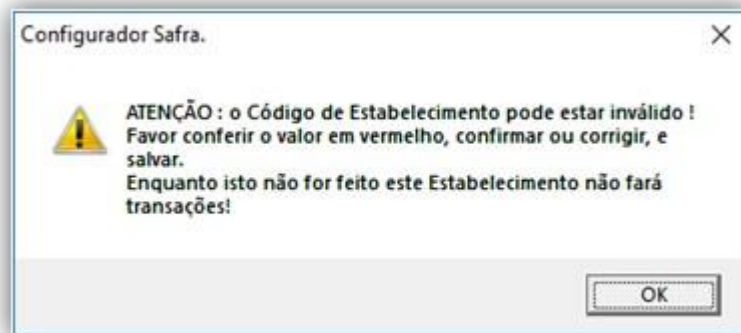 Configurador Safra.
ATENÇÃO : o Código de Estabelecimento pode estar inválido !
Favor conferir o valor em vermelho, confirmar ou corrigir, e
salvar.
Enquanto isto não for feito este Estabelecimento não fará
transações!
OK